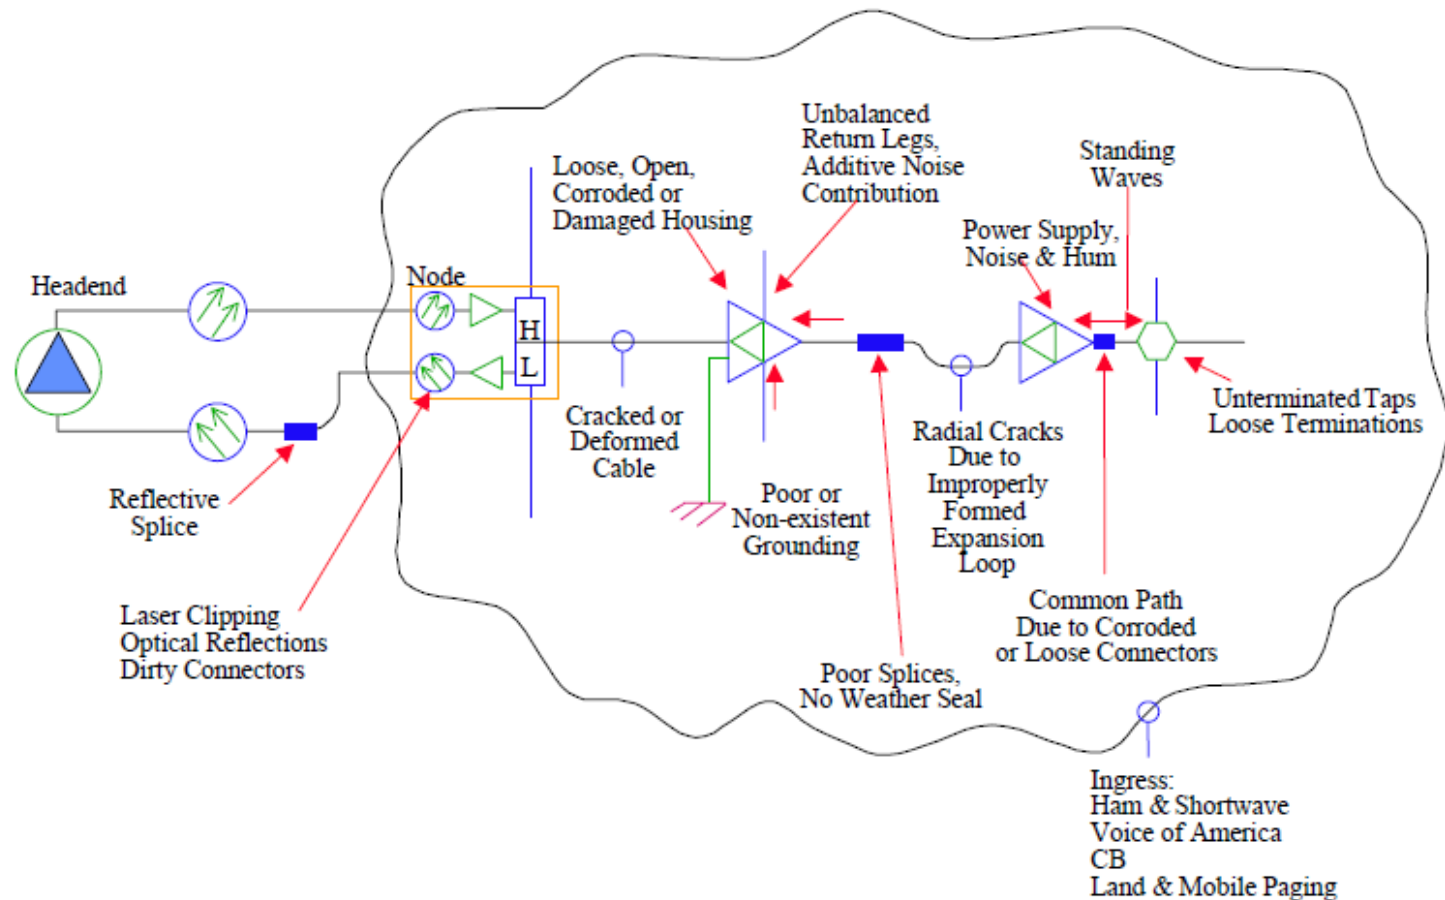 Unbalanced
Return Legs,
Additive Noise
Contribution
Standing
Waves
Loose, Open,
Corroded or
Damaged Housing
Power Supply,
Noise & Hum
Headend
Node
H
L
Cracked or
Deformed
Cable
Unterminated Taps
Loose Terminations
Reflective
Splice
Poor or
Non-existent
Grounding
Radial Cracks
Due to
Improperly
Formed
Expansion
Loop
Laser Clipping
Optical Reflections
Dirty Connectors
Common Path
Due to Corroded
or Loose Connectors
Poor Splices,
No Weather Seal
Ingress:
Ham & Shortwave
Voice of America
CB
Land & Mobile Paging